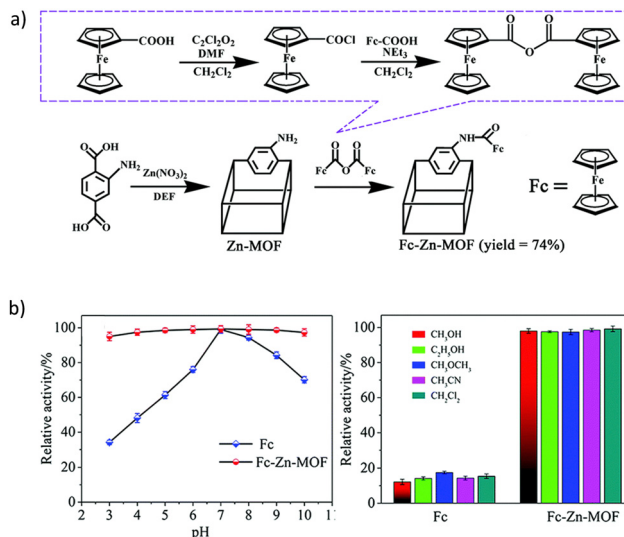 a)
COOH
Fe
C2Cl2O2
DMF
CH2Cl2
COCl
Fe
Fc-COOH
NEt3
CH2Cl2
O O
O
Fe Fe
OH
O
NH2
O
HO
Zn(NO3)2
DEF
NH2
Zn-MOF
O O
Fc O Fc
NH O
Fc
Fc-Zn-MOF (yield = 74%)
Fc =
Fe
b)
Relative activity/%
100
80
60
40
20
0
2 3 4 5 6 7 8 9 10 11
pH
Fc
Fc-Zn-MOF
Relative activity/%
100
80
60
40
20
0
CH3OH
C2H5OH
CH3OCH3
CH3CN
CH2Cl2
Fc Fc-Zn-MOF